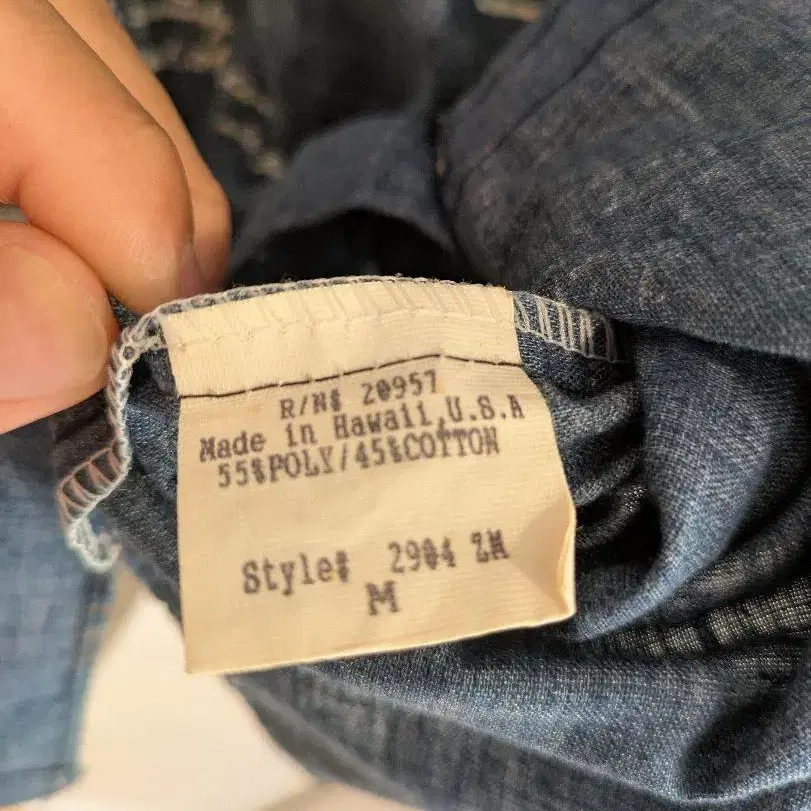 R/N# 20957
Made in Hawaii,U.S.A
55%POLY/45%COTTON
Style# 2904 ZM
M